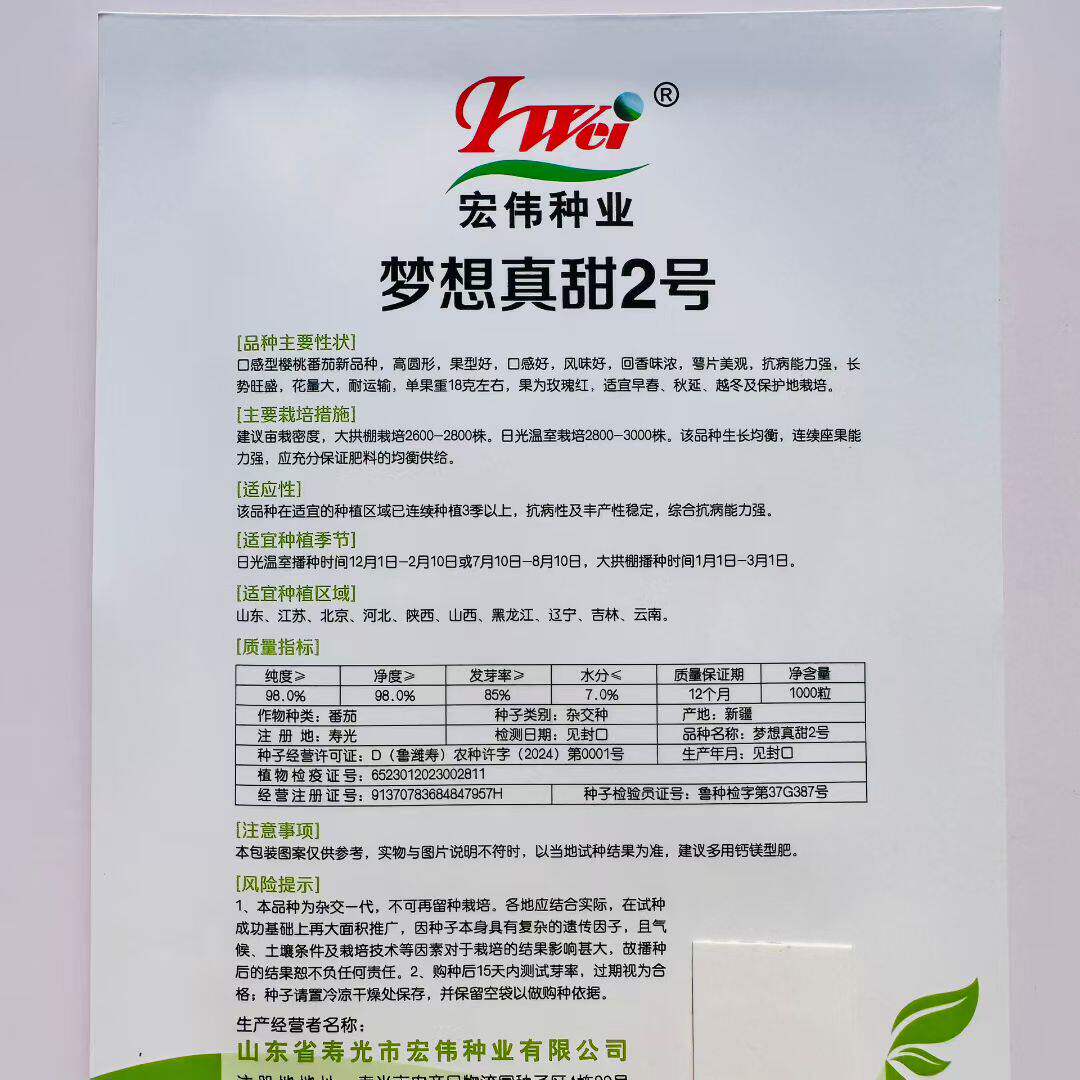 HWei®
宏伟种业
梦想真甜2号
[品种主要性状]
口感型樱桃番茄新品种，高圆形，果型好，口感好，风味好，回香味浓，萼片美观，抗病能力强，长
势旺盛，花量大，耐运输，单果重18克左右，果为玫瑰红，适宜早春、秋延、越冬及保护地栽培。
[主要栽培措施]
建议亩栽密度，大拱棚栽培2600-2800株。日光温室栽培2800-3000株。该品种生长均衡，连续座果能
力强，应充分保证肥料的均衡供给。
[适应性]
该品种在适宜的种植区域已连续种植3季以上，抗病性及丰产性稳定，综合抗病能力强。
[适宜种植季节]
日光温室播种时间12月1日-2月10日或7月10日-8月10日，大拱棚播种时间1月1日-3月1日。
[适宜种植区域]
山东、江苏、北京、河北、陕西、山西、黑龙江、辽宁、吉林、云南。
[质量指标]
纯度≥ 净度≥ 发芽率≥ 水分≤ 质量保证期 净含量
98.0% 98.0% 85% 7.0% 12个月 1000粒
作物种类：番茄 种子类别：杂交种 产地：新疆
注 册 地：寿光 检测日期：见封口 品种名称：梦想真甜2号
种子经营许可证：D（鲁潍寿）农种许字（2024）第0001号 生产年月：见封口
植物检疫证号：6523012023002811
经营注册证号：91370783684847957H 种子检验员证号：鲁种检字第37G387号
[注意事项]
本包装图案仅供参考，实物与图片说明不符时，以当地试种结果为准，建议多用钙镁型肥。
[风险提示]
1、本品种为杂交一代，不可再留种栽培。各地应结合实际，在试种
成功基础上再大面积推广，因种子本身具有复杂的遗传因子，且气
候、土壤条件及栽培技术等因素对于栽培的结果影响甚大，故播种
后的结果恕不负任何责任。2、购种后15天内测试芽率，过期视为合
格；种子请置冷凉干燥处保存，并保留空袋以做购种依据。
生产经营者名称：
山东省寿光市宏伟种业有限公司